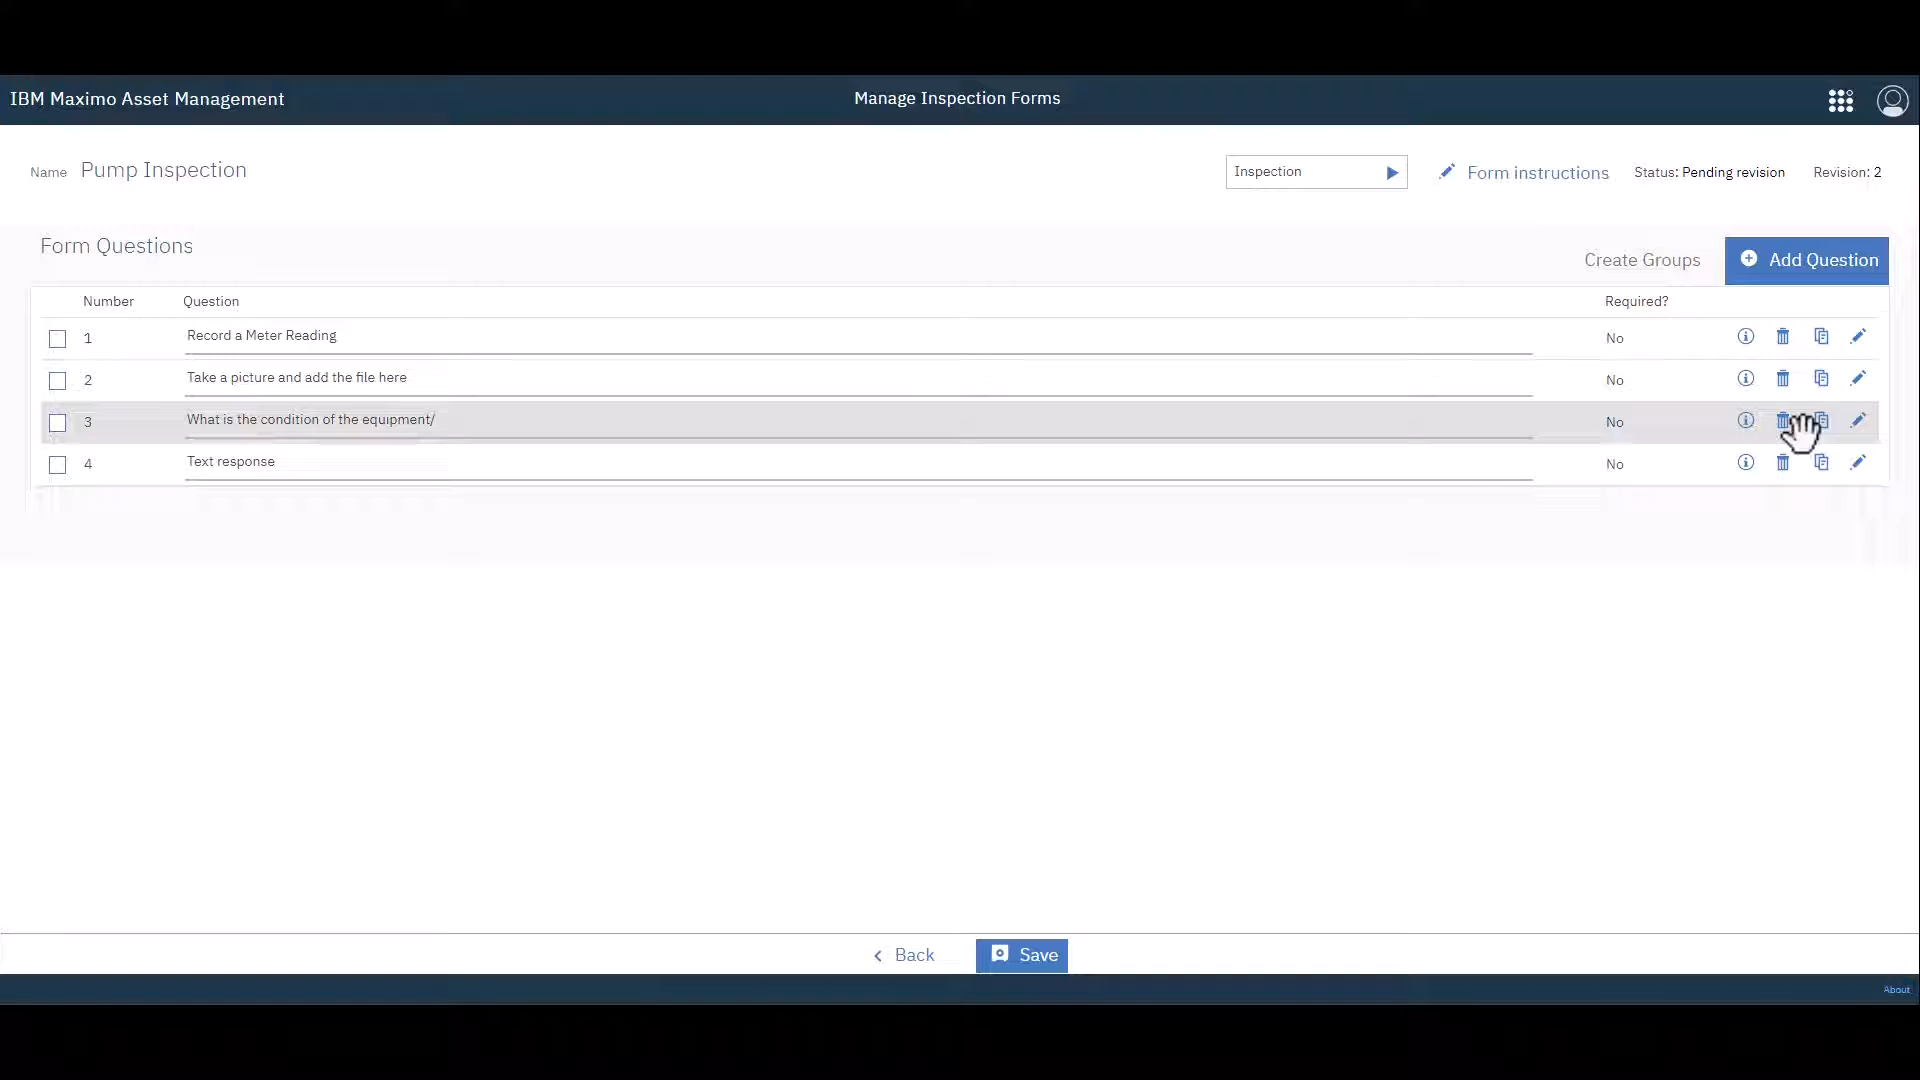 IBM Maximo Asset Management
Manage Inspection Forms
Name Pump Inspection
Inspection
Form instructions
Status: Pending revision
Revision: 2
Form Questions
Create Groups
Add Question
Number Question Required?
1 Record a Meter Reading No
2 Take a picture and add the file here No
3 What is the condition of the equipment/ No
4 Text response No
Back
Save
About